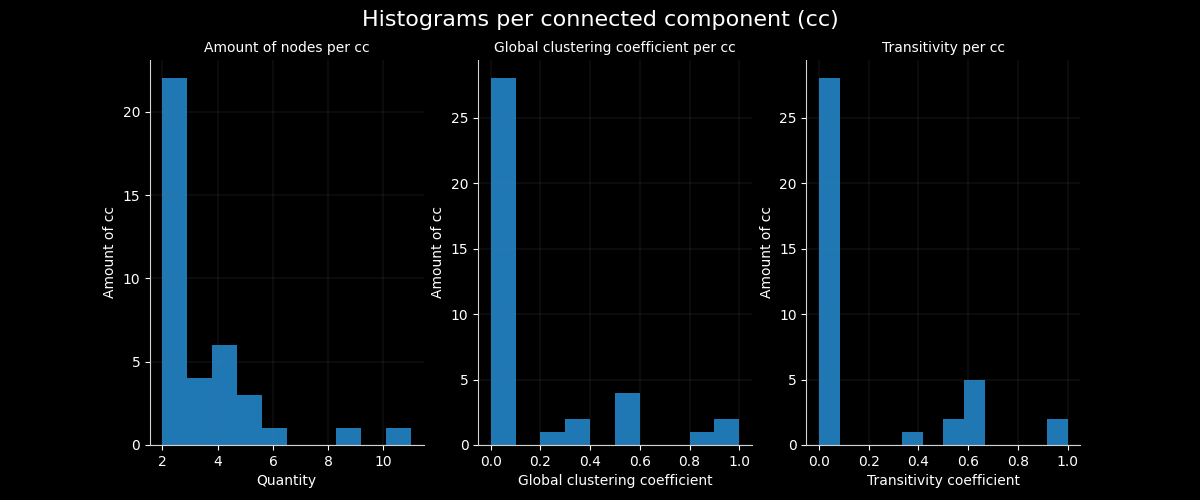 Histograms per connected component (cc)
Amount of nodes per cc
Amount of cc
20
15
10
5
0
2 4 6 8 10
Quantity
Global clustering coefficient per cc
Amount of cc
25
20
15
10
5
0
0.0 0.2 0.4 0.6 0.8 1.0
Global clustering coefficient
Transitivity per cc
Amount of cc
25
20
15
10
5
0
0.0 0.2 0.4 0.6 0.8 1.0
Transitivity coefficient